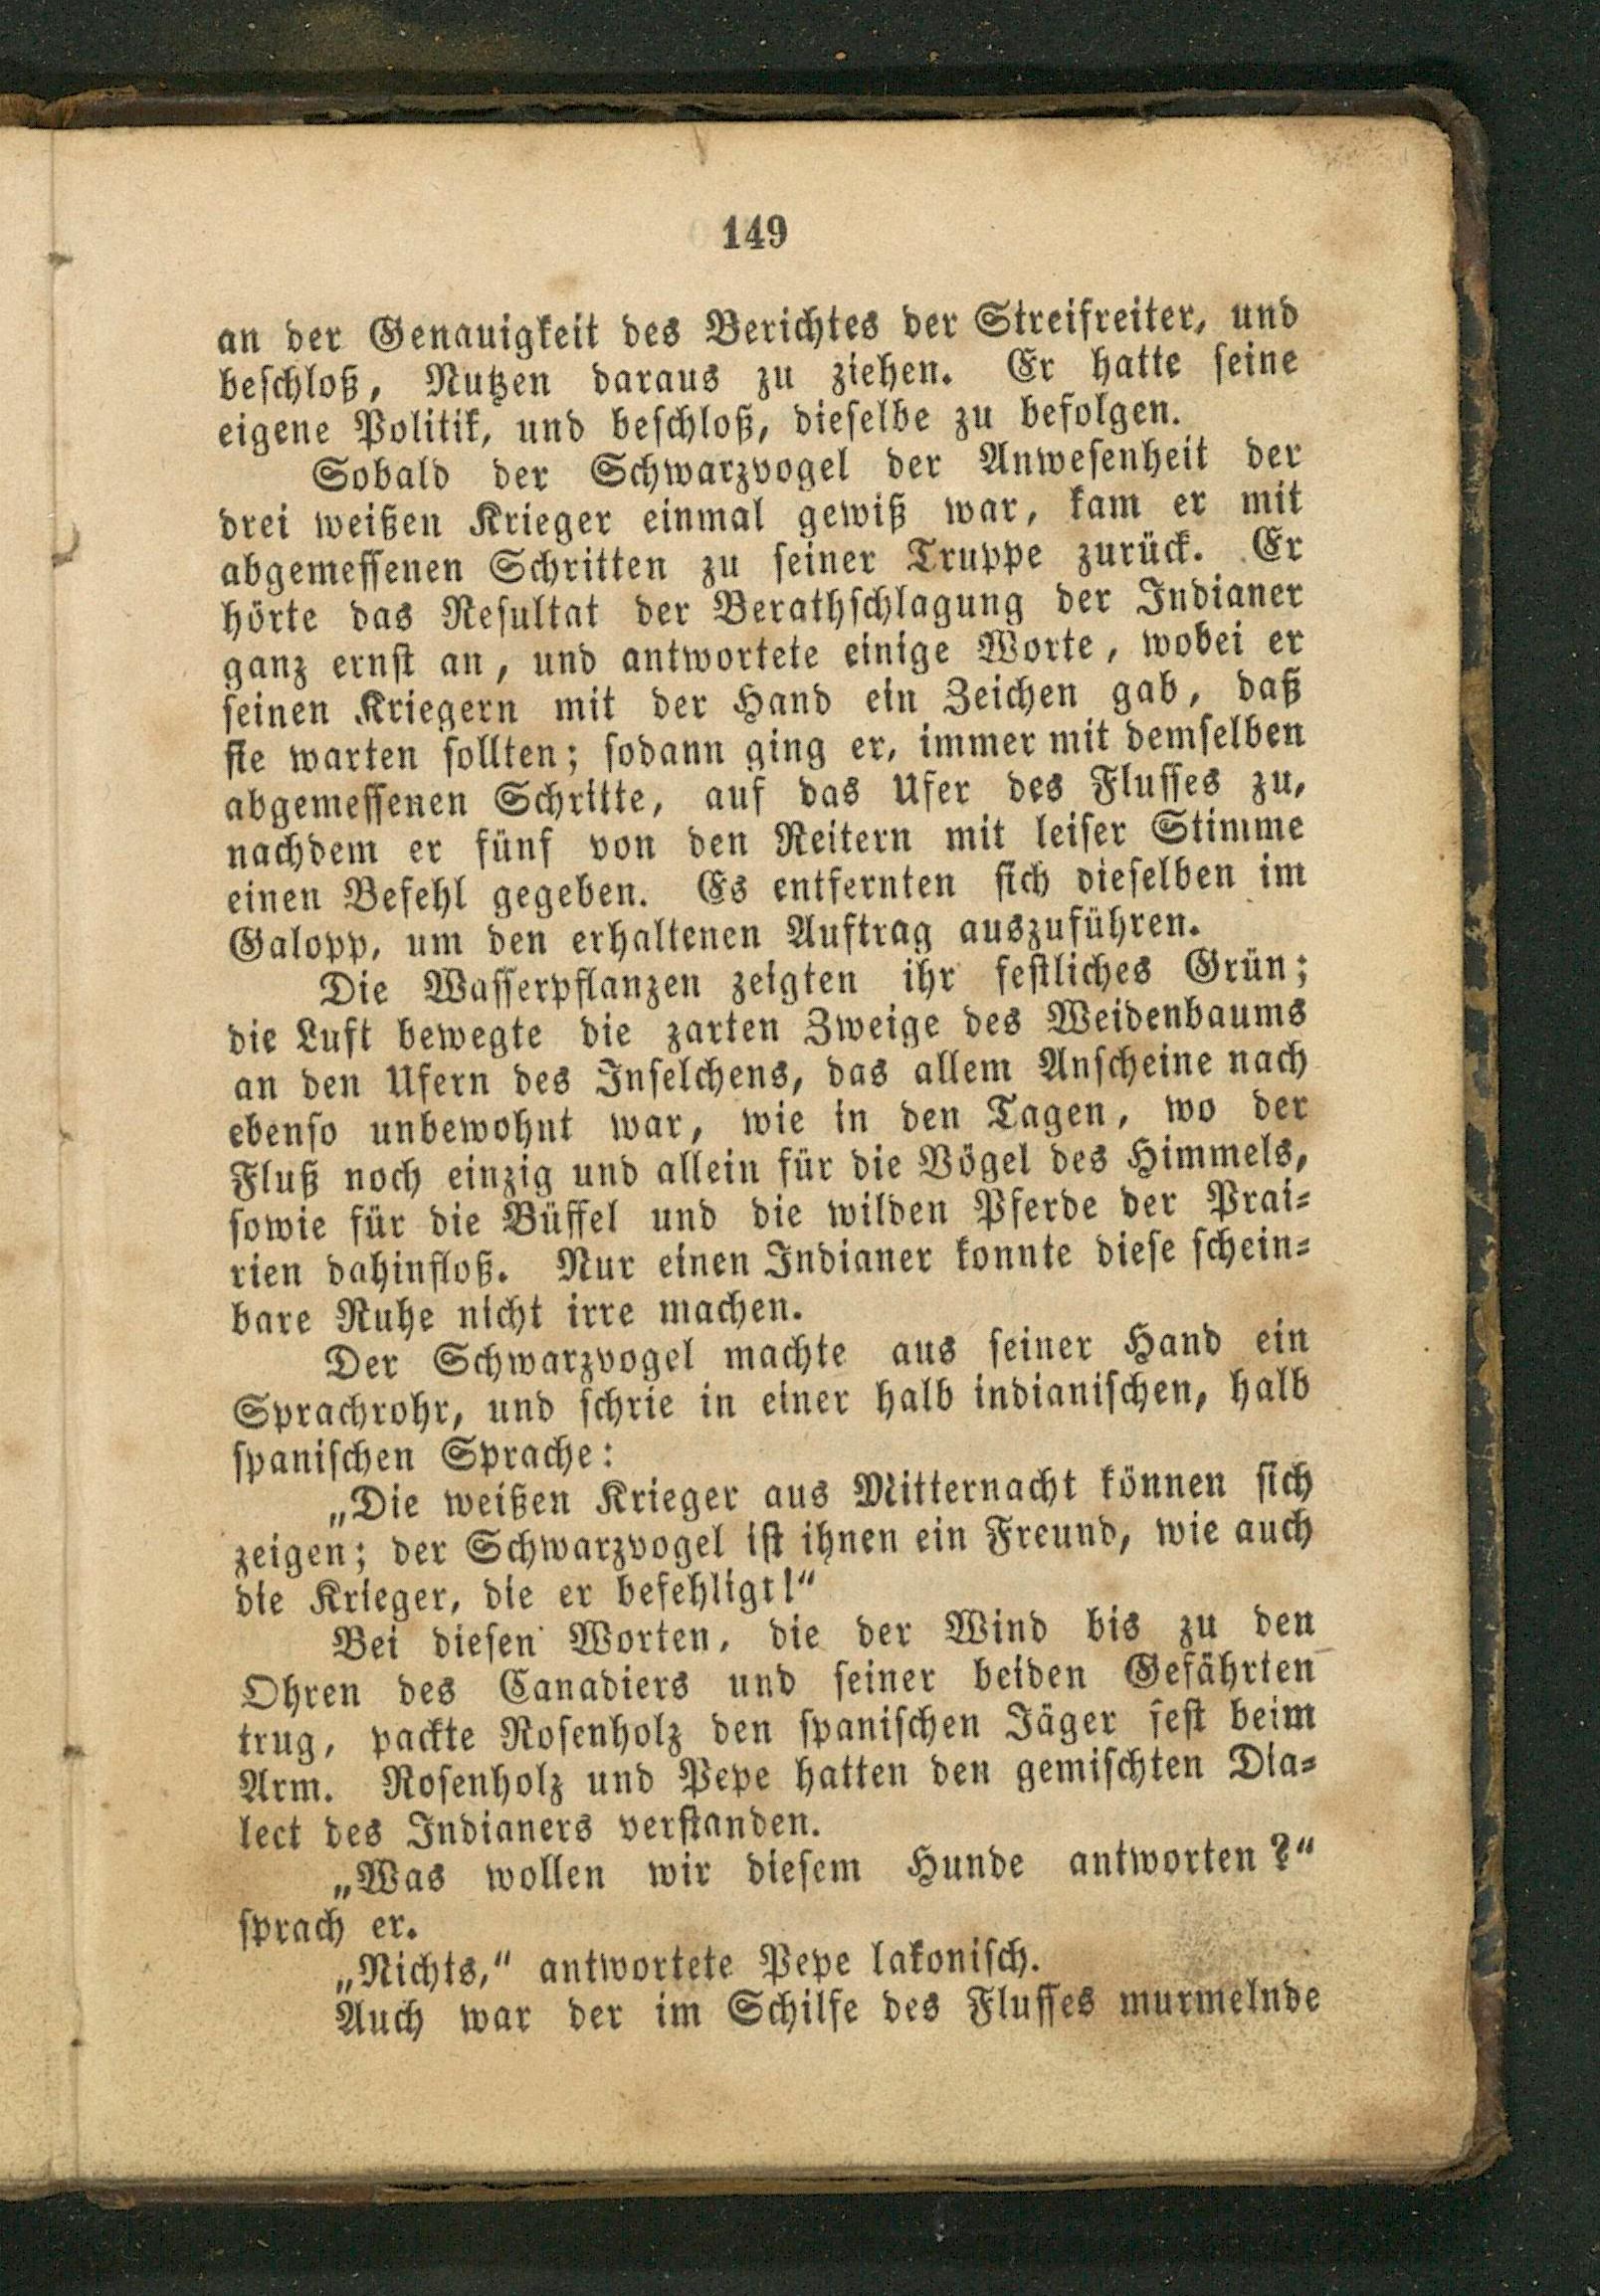 149
an der Genauigkeit des Berichtes der Streifreiter, und
beschloß, Nutzen daraus zu ziehen. Er hatte seine
eigene Politik, und beschloß, dieselbe zu befolgen.
Sobald der Schwarzvogel der Anwesenheit der
drei weißen Krieger einmal gewiß war, kam er mit
abgemessenen Schritten zu seiner Truppe zurück. Er
hörte das Resultat der Berathschlagung der Indianer
ganz ernst an, und antwortete einige Worte, wobei er
seinen Kriegern mit der Hand ein Zeichen gab, daß
sie warten sollten; sodann ging er, immer mit demselben
abgemessenen Schritte, auf das Ufer des Flusses zu,
nachdem er fünf von den Reitern mit leiser Stimme
einen Befehl gegeben. Es entfernten sich dieselben im
Galopp, um den erhaltenen Auftrag auszuführen.
Die Wasserpflanzen zeigten ihr festliches Grün;
die Luft bewegte die zarten Zweige des Weidenbaums
an den Ufern des Inselchens, das allem Anscheine nach
ebenso unbewohnt war, wie in den Tagen, wo der
Fluß noch einzig und allein für die Vögel des Himmels,
sowie für die Büffel und die wilden Pferde der Prai-
rien dahinfloß. Nur einen Indianer konnte diese schein-
bare Ruhe nicht irre machen.
Der Schwarzvogel machte aus seiner Hand ein
Sprachrohr, und schrie in einer halb indianischen, halb
spanischen Sprache:
„Die weißen Krieger aus Mitternacht können sich
zeigen; der Schwarzvogel ist ihnen ein Freund, wie auch
die Krieger, die er befehligt!“
Bei diesen Worten, die der Wind bis zu den
Ohren des Canadiers und seiner beiden Gefährten
trug, packte Rosenholz den spanischen Jäger fest beim
Arm. Rosenholz und Pepe hatten den gemischten Dia-
lect des Indianers verstanden.
„Was wollen wir diesem Hunde antworten?“
sprach er.
„Nichts,“ antwortete Pepe lakonisch.
Auch war der im Schilfe des Flusses murmelnde